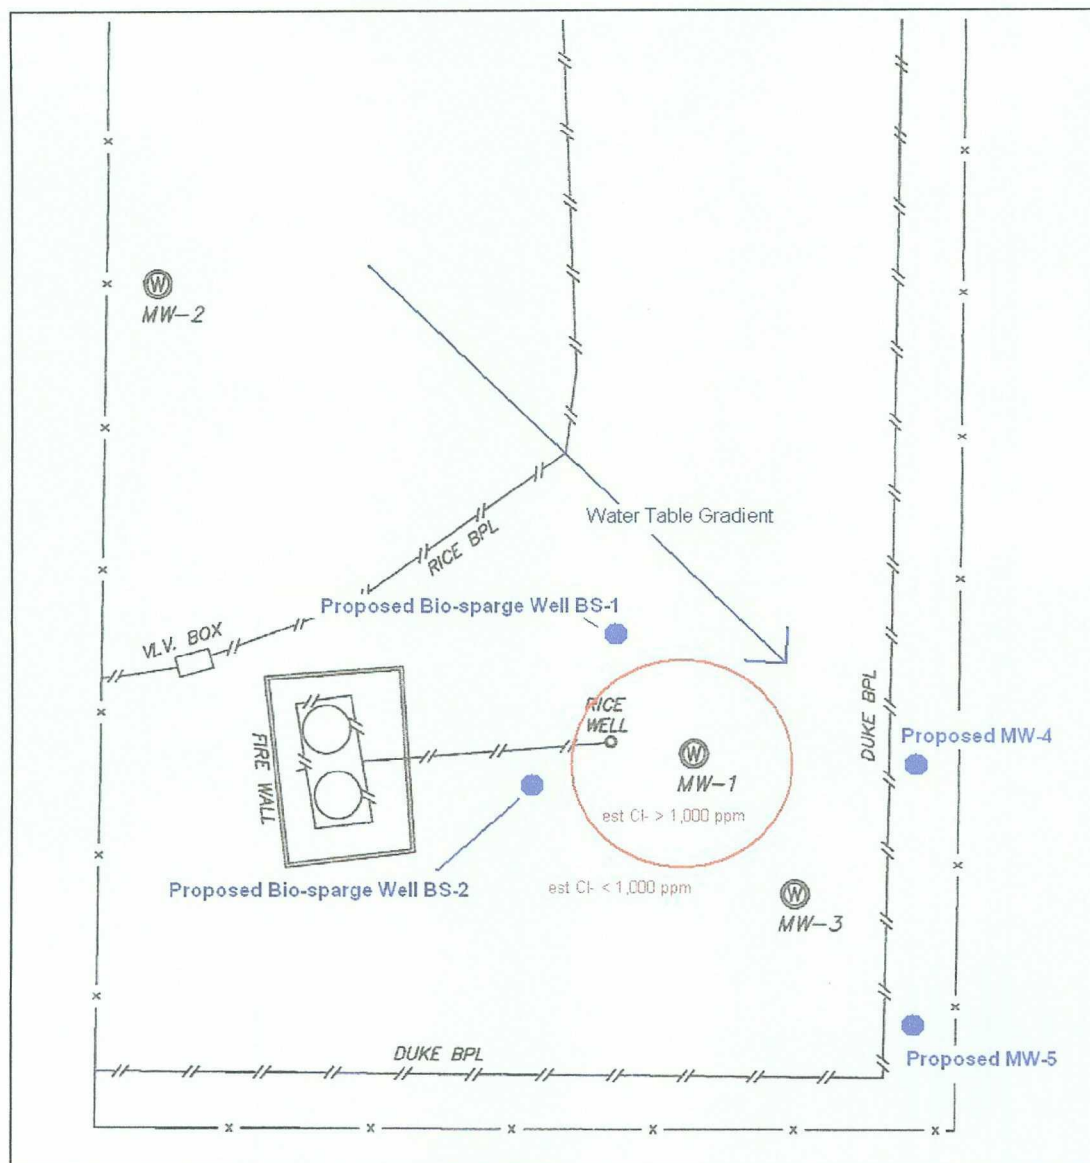 MW-2
Water Table Gradient
RICE BPL
Proposed Bio-sparge Well BS-1
VLV. BOX
RICE
WELL
DUKE BPL
Proposed MW-4
FIRE WALL
MW-1
est Cl- > 1,000 ppm
Proposed Bio-sparge Well BS-2
est Cl- < 1,000 ppm
MW-3
DUKE BPL
Proposed MW-5